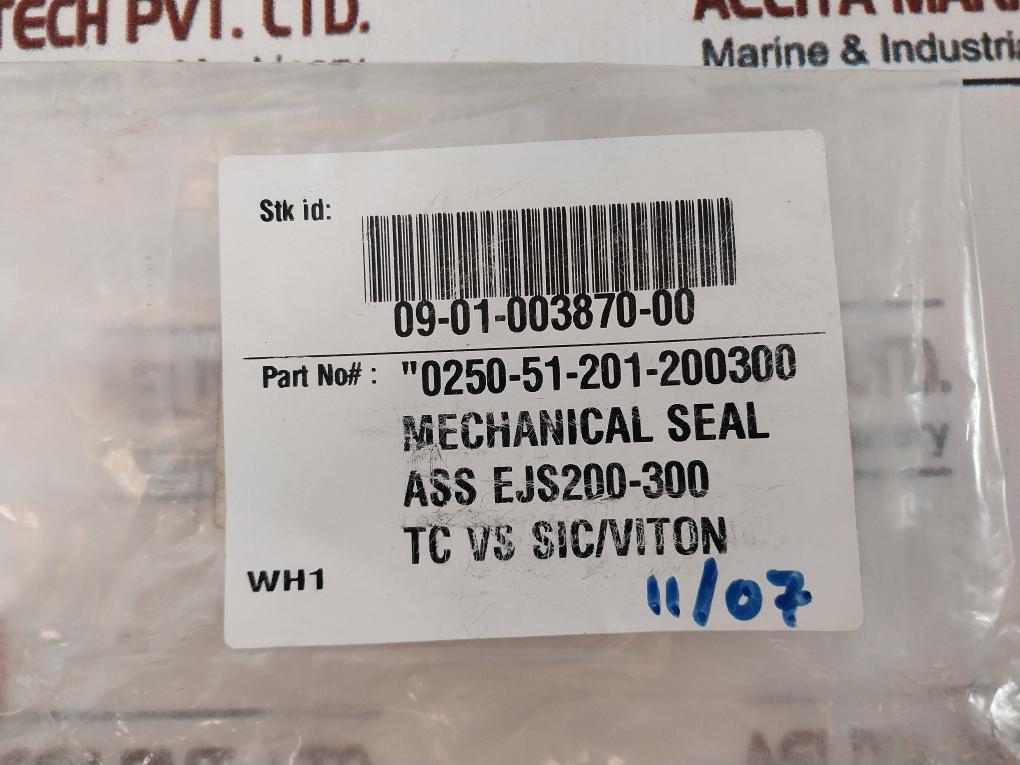 TECH PVT. LTD.
Marine & Industria
Stk id:
09-01-003870-00
Part No# : "0250-51-201-200300
MECHANICAL SEAL
ASS EJS200-300
TC VS SIC/VITON
WH1
11/07